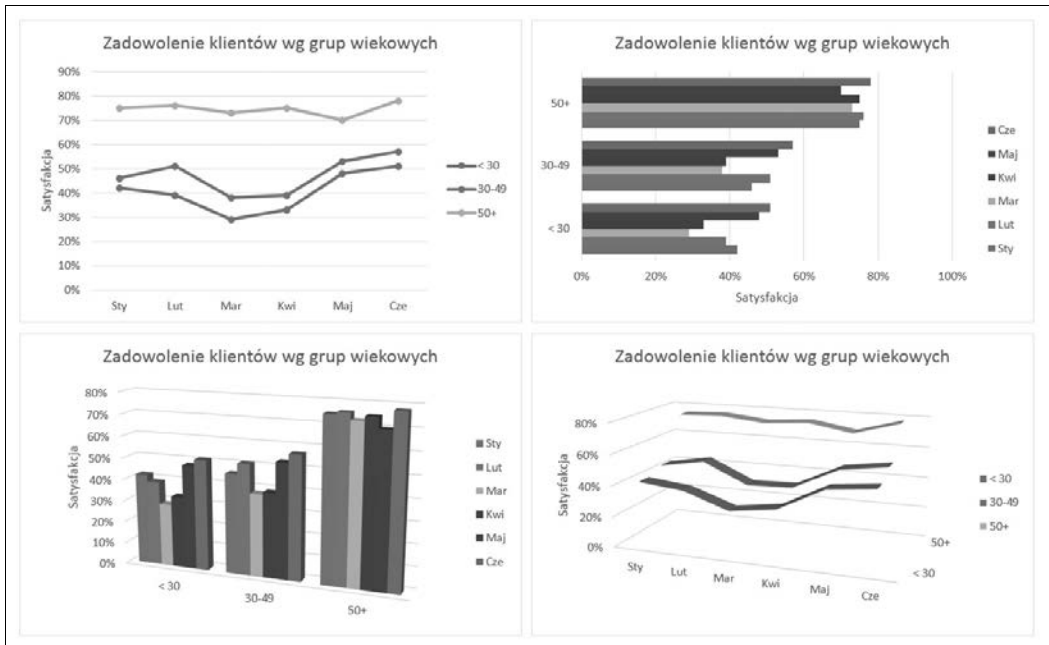 Zadowolenie klientów wg grup wiekowych
90%
80%
70%
60%
50%
40%
30%
20%
10%
0%
Satysfakcja
Sty Lut Mar Kwi Maj Cze
< 30
30-49
50+
Zadowolenie klientów wg grup wiekowych
50+
30-49
< 30
0% 20% 40% 60% 80% 100%
Satysfakcja
Cze
Maj
Kwi
Mar
Lut
Sty
Zadowolenie klientów wg grup wiekowych
80%
70%
60%
50%
40%
30%
20%
10%
0%
Satysfakcja
< 30 30-49 50+
Sty
Lut
Mar
Kwi
Maj
Cze
Zadowolenie klientów wg grup wiekowych
80%
60%
40%
20%
0%
Satysfakcja
Sty Lut Mar Kwi Maj Cze
< 30
50+
< 30
30-49
50+